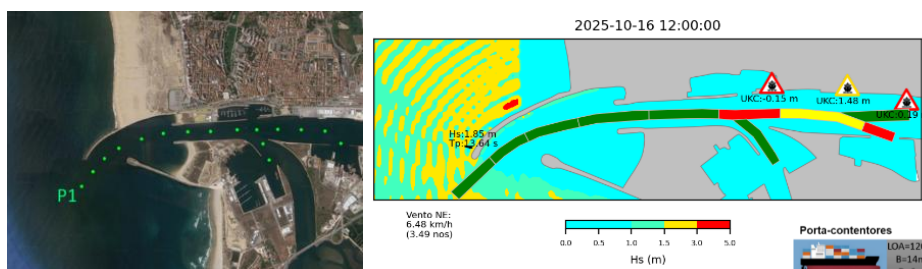 P1
2025-10-16 12:00:00
UKC:-0.15 m
UKC:1.48 m
UKC:0.19
Hs:1.85 m
Tp:13.64 s
Vento NE:
6.48 km/h
(3.49 nos)
0.0 0.5 1.0 1.5 3.0 5.0
Hs (m)
Porta-contentores
B=14m